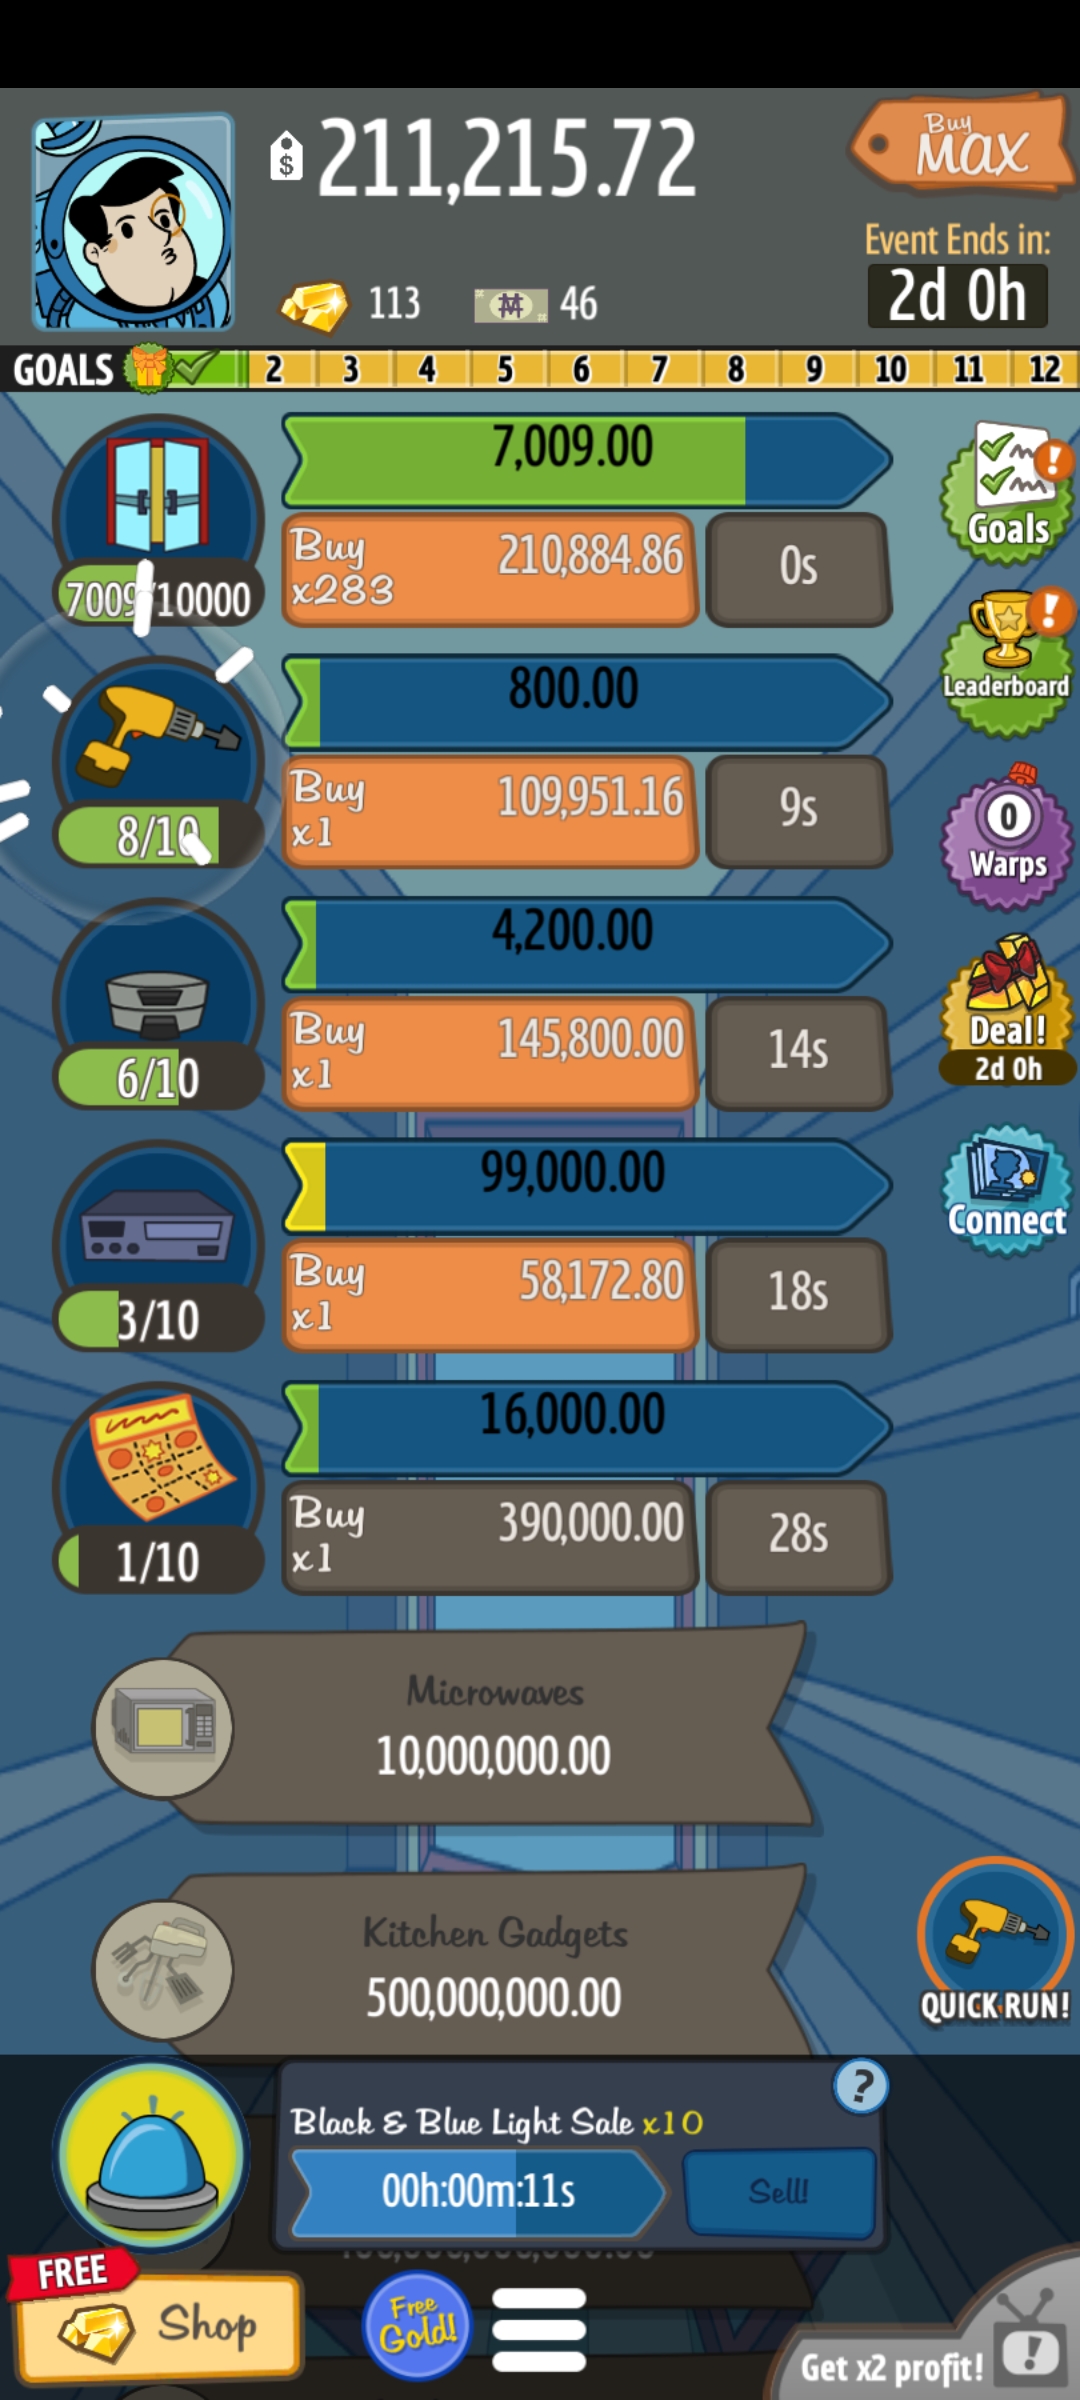 211,215.72
Buy
MAX
Event Ends in:
2d 0h
113
46
GOALS 2 3 4 5 6 7 8 9 10 11 12
7,009.00
Buy
x283
210,884.86
0s
7009/10000
Goals
800.00
Buy
x1
109,951.16
9s
8/10
Leaderboard
0
Warps
4,200.00
Buy
x1
145,800.00
14s
6/10
Deal!
2d 0h
99,000.00
Buy
x1
58,172.80
18s
3/10
Connect
16,000.00
Buy
x1
390,000.00
28s
1/10
Microwaves
10,000,000.00
Kitchen Gadgets
500,000,000.00
QUICK RUN!
Black & Blue Light Sale x10
?
00h:00m:11s
Sell!
FREE
Shop
Free
Gold!
Get x2 profit!